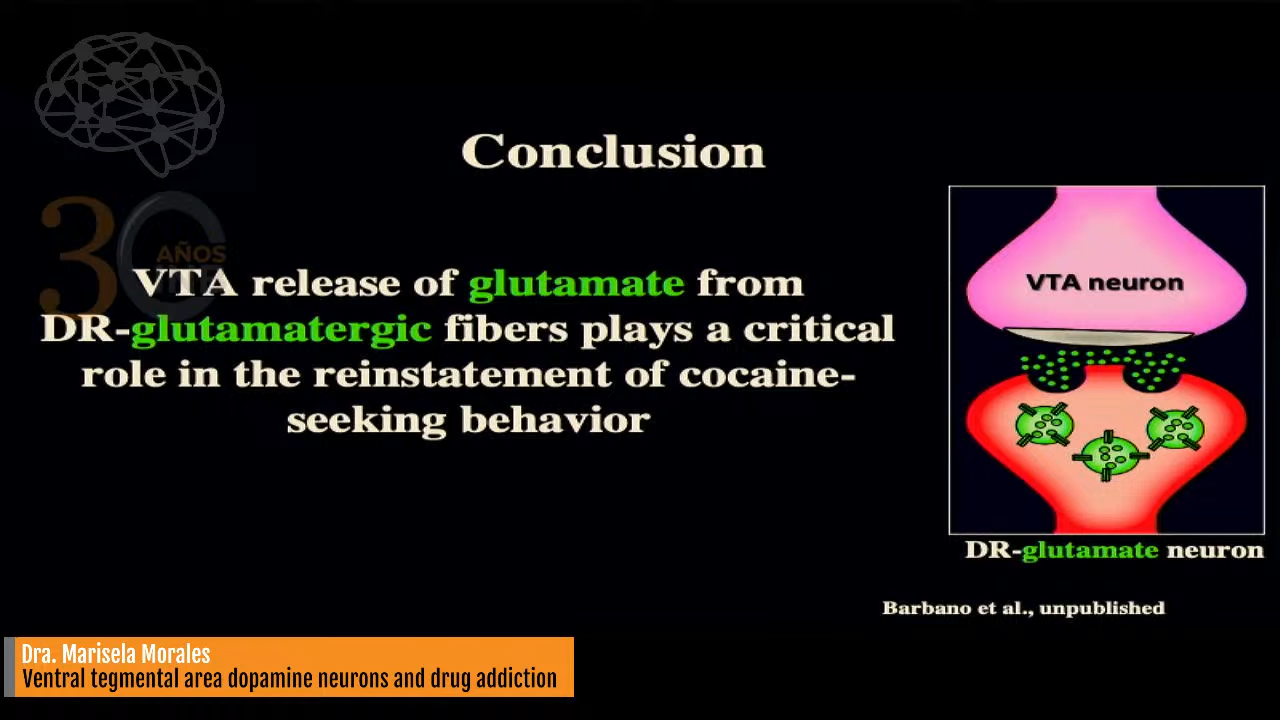 Conclusion
30 AÑOS
VTA release of glutamate from
DR-glutamatergic fibers plays a critical
role in the reinstatement of cocaine-
seeking behavior
VTA neuron
DR-glutamate neuron
Barbano et al., unpublished
Dra. Marisela Morales
Ventral tegmental area dopamine neurons and drug addiction